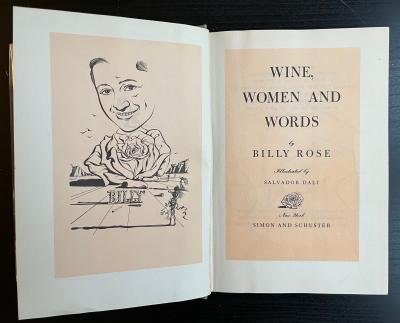 BILLY
WINE,
WOMEN AND
WORDS
by
BILLY ROSE
Illustrated by
SALVADOR DALI
New York
SIMON AND SCHUSTER